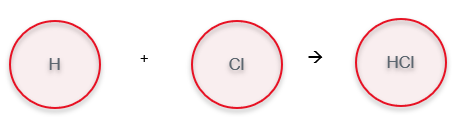 H + Cl → HCl